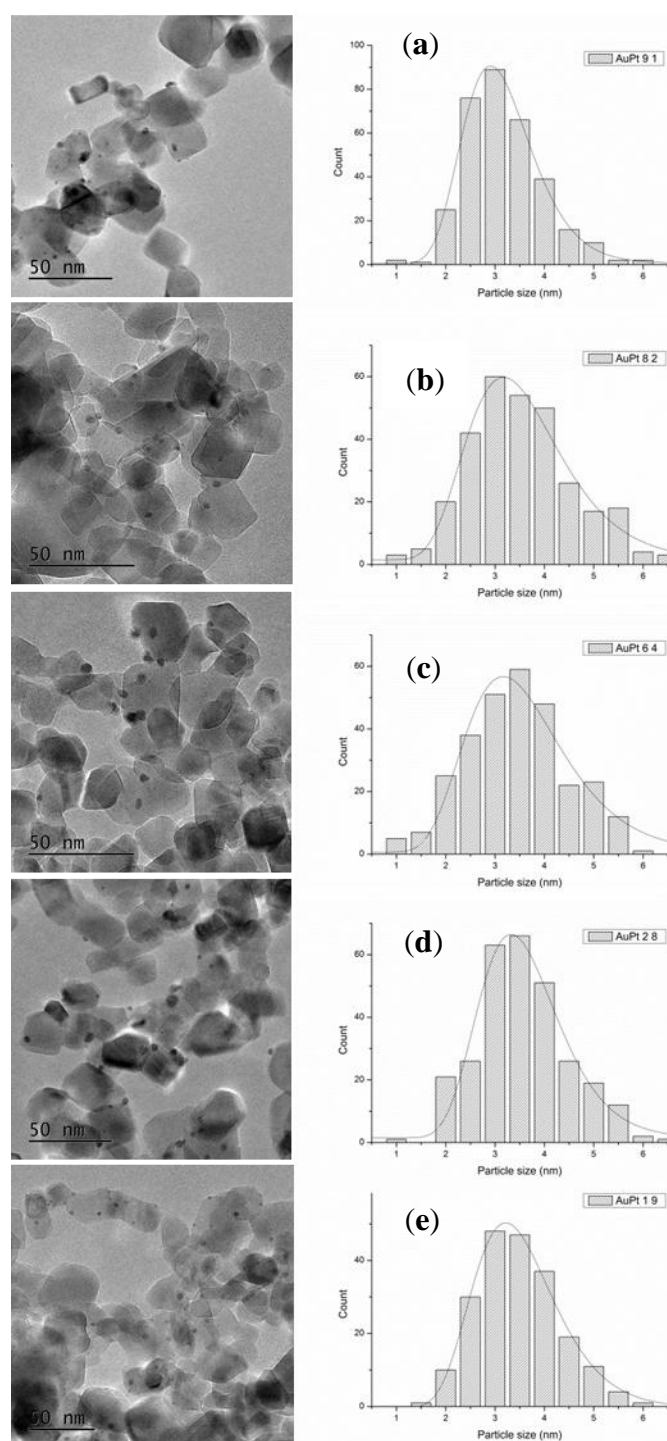 (a)
AuPt 9 1
100
80
60
40
20
0
Count
1 2 3 4 5 6
Particle size (nm)
50 nm
(b)
AuPt 8 2
60
40
20
0
Count
1 2 3 4 5 6
Particle size (nm)
50 nm
(c)
AuPt 6 4
60
40
20
0
Count
1 2 3 4 5 6
Particle size (nm)
50 nm
(d)
AuPt 2 8
60
40
20
0
Count
1 2 3 4 5 6
Particle size (nm)
50 nm
(e)
AuPt 1 9
60
40
20
0
Count
1 2 3 4 5 6
Particle size (nm)
50 nm